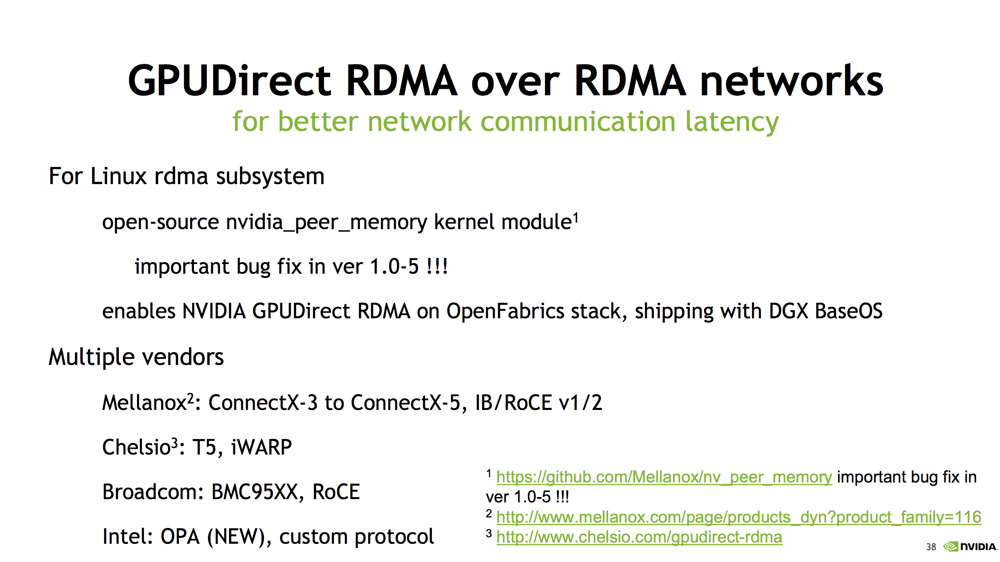 GPUDirect RDMA over RDMA networks
for better network communication latency
For Linux rdma subsystem
open-source nvidia_peer_memory kernel module¹
important bug fix in ver 1.0-5 !!!
enables NVIDIA GPUDirect RDMA on OpenFabrics stack, shipping with DGX BaseOS
Multiple vendors
Mellanox²: ConnectX-3 to ConnectX-5, IB/RoCE v1/2
Chelsio³: T5, iWARP
Broadcom: BMC95XX, RoCE
Intel: OPA (NEW), custom protocol
¹ https://github.com/Mellanox/nv_peer_memory important bug fix in
ver 1.0-5 !!!
² http://www.mellanox.com/page/products_dyn?product_family=116
³ http://www.chelsio.com/gpudirect-rdma
38 NVIDIA.